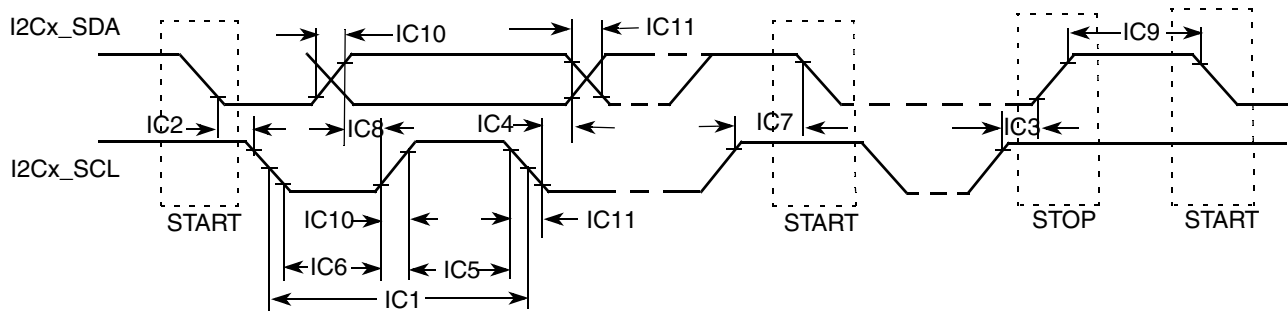 I2Cx_SDA
IC10
IC11
IC9
IC2
IC8
IC4
IC7
IC3
I2Cx_SCL
START
IC10
IC11
START
STOP
START
IC6
IC5
IC1